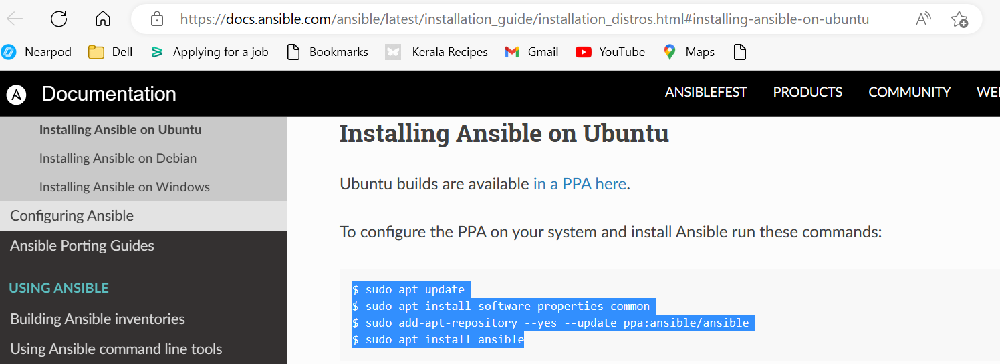 https://docs.ansible.com/ansible/latest/installation_guide/installation_distros.html#installing-ansible-on-ubuntu
Nearpod Dell Applying for a job Bookmarks Kerala Recipes Gmail YouTube Maps
Documentation ANSIBLEFEST PRODUCTS COMMUNITY
Installing Ansible on Ubuntu
Installing Ansible on Debian
Installing Ansible on Windows
Configuring Ansible
Ansible Porting Guides
USING ANSIBLE
Building Ansible inventories
Using Ansible command line tools
Installing Ansible on Ubuntu
Ubuntu builds are available in a PPA here.
To configure the PPA on your system and install Ansible run these commands:
$ sudo apt update
$ sudo apt install software-properties-common
$ sudo add-apt-repository --yes --update ppa:ansible/ansible
$ sudo apt install ansible